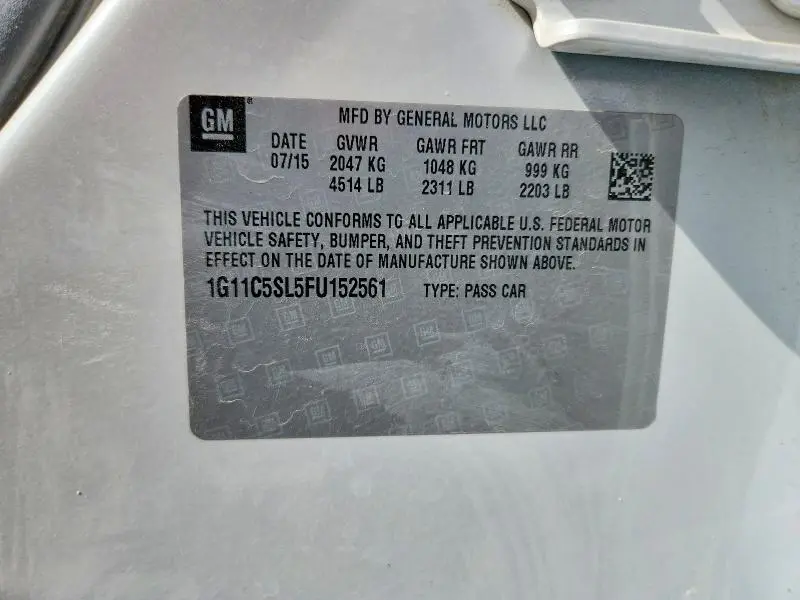 GM®
MFD BY GENERAL MOTORS LLC
DATE GVWR GAWR FRT GAWR RR
07/15 2047 KG 1048 KG 999 KG
4514 LB 2311 LB 2203 LB
THIS VEHICLE CONFORMS TO ALL APPLICABLE U.S. FEDERAL MOTOR
VEHICLE SAFETY, BUMPER, AND THEFT PREVENTION STANDARDS IN
EFFECT ON THE DATE OF MANUFACTURE SHOWN ABOVE.
1G11C5SL5FU152561 TYPE: PASS CAR